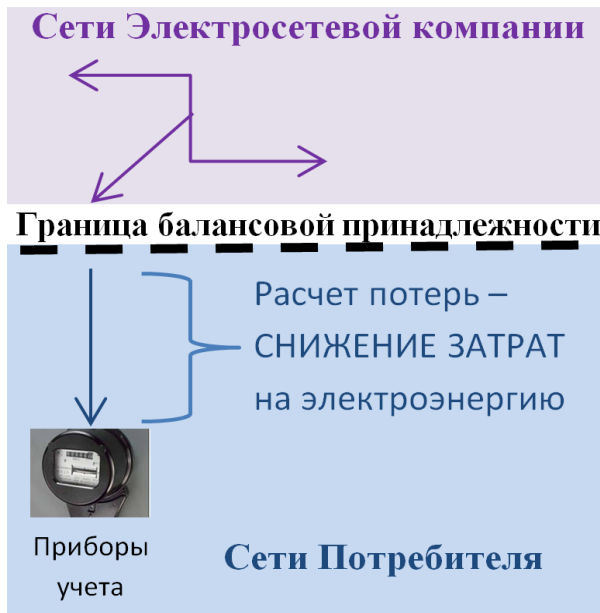 Сети Электросетевой компании
Граница балансовой принадлежности
Расчет потерь –
СНИЖЕНИЕ ЗАТРАТ
на электроэнергию
Приборы
учета
Сети Потребителя